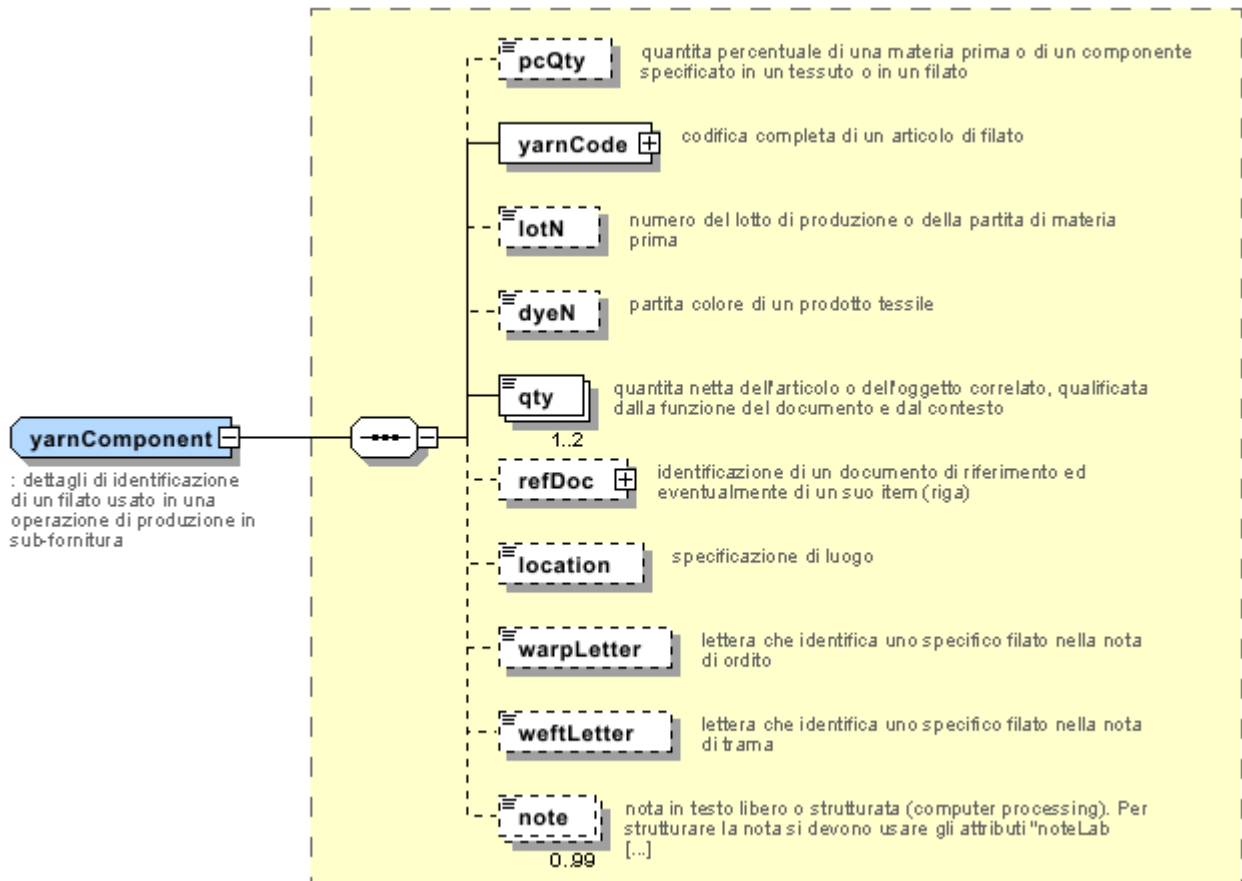 pcQty
quantita percentuale di una materia prima o di un componente
specificato in un tessuto o in un filato
yarnCode
codifica completa di un articolo di filato
lotN
numero del lotto di produzione o della partita di materia
prima
dyeN
partita colore di un prodotto tessile
qty
quantita netta dell'articolo o dell'oggetto correlato, qualificata
dalla funzione del documento e dal contesto
1..2
yarnComponent
: dettagli di identificazione
di un filato usato in una
operazione di produzione in
sub-fornitura
refDoc
identificazione di un documento di riferimento ed
eventualmente di un suo item (riga)
location
specificazione di luogo
warpLetter
lettera che identifica uno specifico filato nella nota
di ordito
weftLetter
lettera che identifica uno specifico filato nella nota
di trama
note
nota in testo libero o strutturata (computer processing). Per
strutturare la nota si devono usare gli attributi "noteLab
[...]
0..99